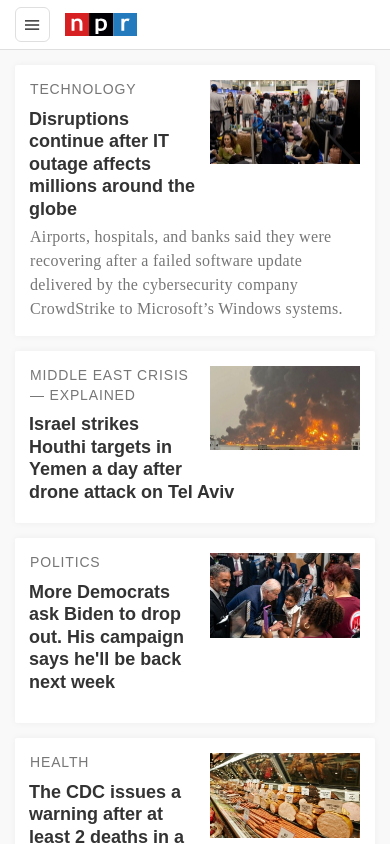 npr
TECHNOLOGY
Disruptions
continue after IT
outage affects
millions around the
globe
Airports, hospitals, and banks said they were
recovering after a failed software update
delivered by the cybersecurity company
CrowdStrike to Microsoft’s Windows systems.
MIDDLE EAST CRISIS
— EXPLAINED
Israel strikes
Houthi targets in
Yemen a day after
drone attack on Tel Aviv
POLITICS
More Democrats
ask Biden to drop
out. His campaign
says he'll be back
next week
HEALTH
The CDC issues a
warning after at
least 2 deaths in a